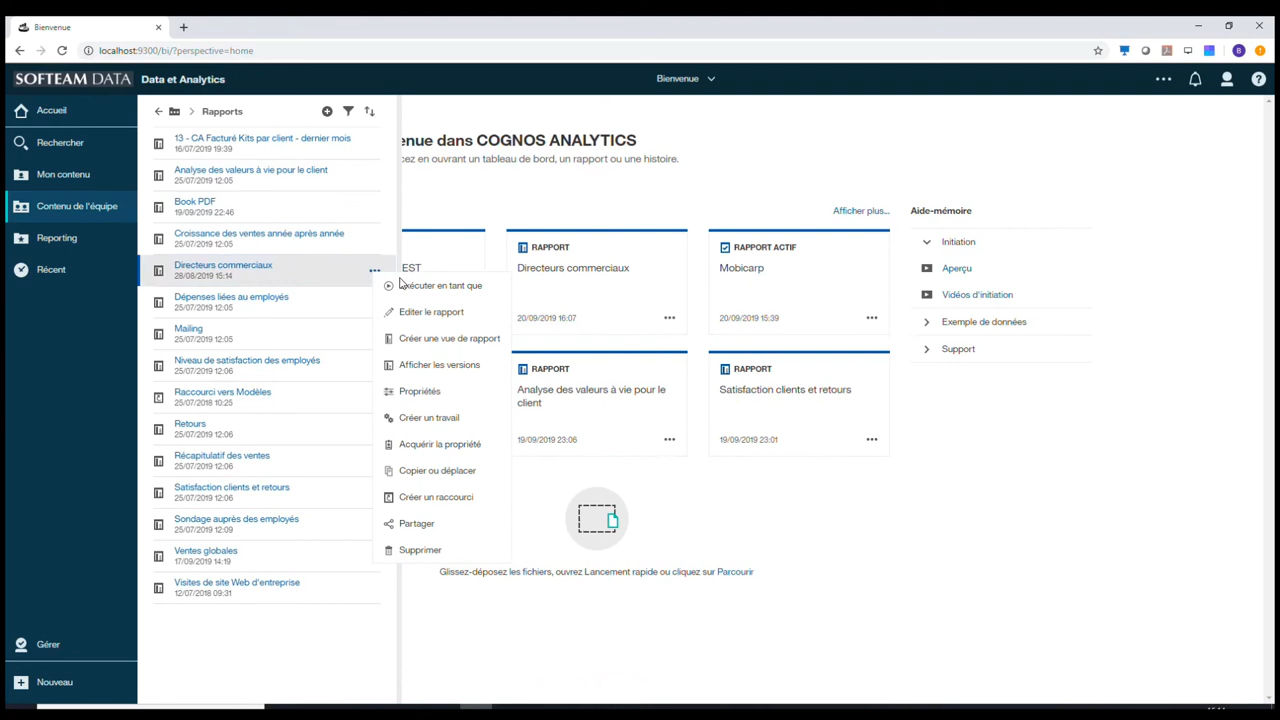 Bienvenue
localhost:9300/bi/?perspective=home
B
SOFTEAM DATA Data et Analytics
Bienvenue
Accueil
Rechercher
Mon contenu
Contenu de l'équipe
Reporting
Récent
Gérer
Nouveau
Rapports
13 - CA Facturé Kits par client - dernier mois
16/07/2019 19:39
Analyse des valeurs à vie pour le client
25/07/2019 12:05
Book PDF
19/09/2019 22:46
Croissance des ventes année après année
25/07/2019 12:05
Directeurs commerciaux
28/08/2019 15:14
Dépenses liées au employés
25/07/2019 12:05
Mailing
25/07/2019 12:05
Niveau de satisfaction des employés
25/07/2019 12:06
Raccourci vers Modèles
25/07/2018 10:25
Retours
25/07/2019 12:06
Récapitulatif des ventes
25/07/2019 12:06
Satisfaction clients et retours
25/07/2019 12:06
Sondage auprès des employés
25/07/2019 12:09
Ventes globales
17/09/2019 14:19
Visites de site Web d'entreprise
12/07/2018 09:31
Exécuter en tant que
Editer le rapport
Créer une vue de rapport
Afficher les versions
Propriétés
Créer un travail
Acquérir la propriété
Copier ou déplacer
Créer un raccourci
Partager
Supprimer
enue dans COGNOS ANALYTICS
cez en ouvrant un tableau de bord, un rapport ou une histoire.
Afficher plus...
EST
RAPPORT
Directeurs commerciaux
20/09/2019 16:07
RAPPORT ACTIF
Mobicarp
20/09/2019 15:39
RAPPORT
Analyse des valeurs à vie pour le
client
19/09/2019 23:06
RAPPORT
Satisfaction clients et retours
19/09/2019 23:01
Glissez-déposez les fichiers, ouvrez Lancement rapide ou cliquez sur Parcourir
Aide-mémoire
Initiation
Aperçu
Vidéos d'initiation
Exemple de données
Support